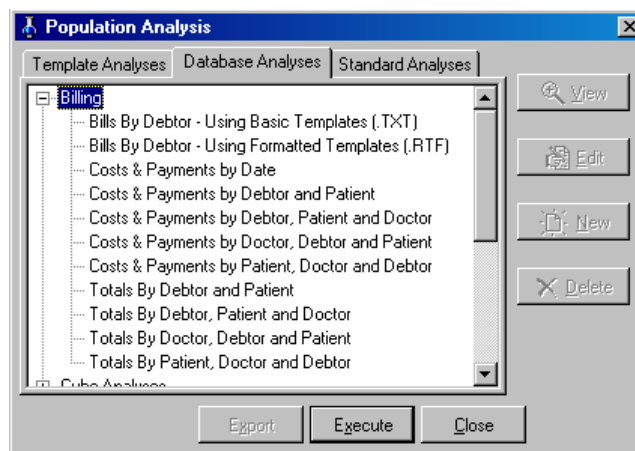 Population Analysis
Template Analyses Database Analyses Standard Analyses
Billing
Bills By Debtor - Using Basic Templates (.TXT)
Bills By Debtor - Using Formatted Templates (.RTF)
Costs & Payments by Date
Costs & Payments by Debtor and Patient
Costs & Payments by Debtor, Patient and Doctor
Costs & Payments by Doctor, Debtor and Patient
Costs & Payments by Patient, Doctor and Debtor
Totals By Debtor and Patient
Totals By Debtor, Patient and Doctor
Totals By Doctor, Debtor and Patient
Totals By Patient, Doctor and Debtor
Cube Analyses
View
Edit
New
Delete
Export Execute Close